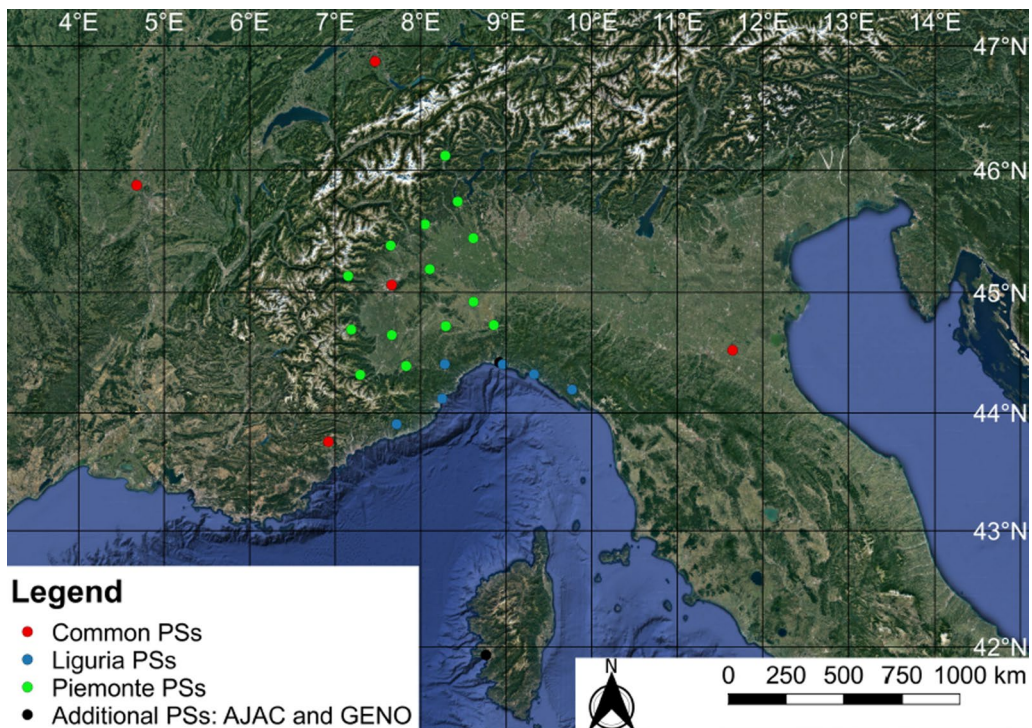 4°E 5°E 6°E 7°E 8°E 9°E 10°E 11°E 12°E 13°E 14°E
47°N
46°N
45°N
44°N
43°N
42°N
Legend
Common PSs
Liguria PSs
Piemonte PSs
Additional PSs: AJAC and GENO
N
0 250 500 750 1000 km